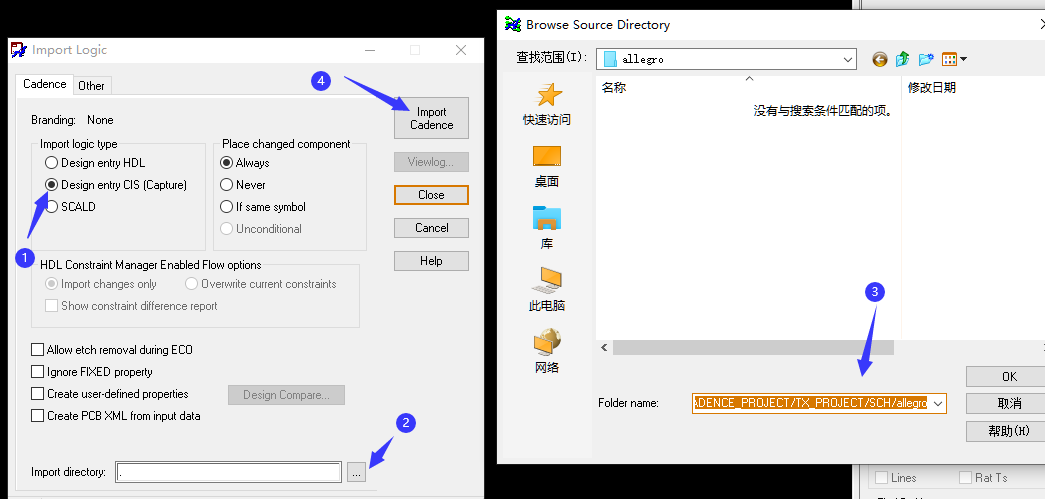 Import Logic
Cadence
Other
Branding: None
Import logic type
Design entry HDL
Design entry CIS (Capture)
SCALD
Place changed component
Always
Never
If same symbol
Unconditional
HDL Constraint Manager Enabled Flow options
Import changes only
Overwrite current constraints
Show constraint difference report
Allow etch removal during ECO
Ignore FIXED property
Create user-defined properties
Create PCB XML from input data
Design Compare...
Import directory:
.
...
Import
Cadence
Viewlog...
Close
Cancel
Help
1
2
4
Browse Source Directory
查找范围(I):
allegro
快速访问
桌面
库
此电脑
网络
名称
修改日期
没有与搜索条件匹配的项。
3
Folder name:
ADENCE_PROJECT/TX_PROJECT/SCH/allegro
OK
取消
帮助(H)
Lines
Rat Ts